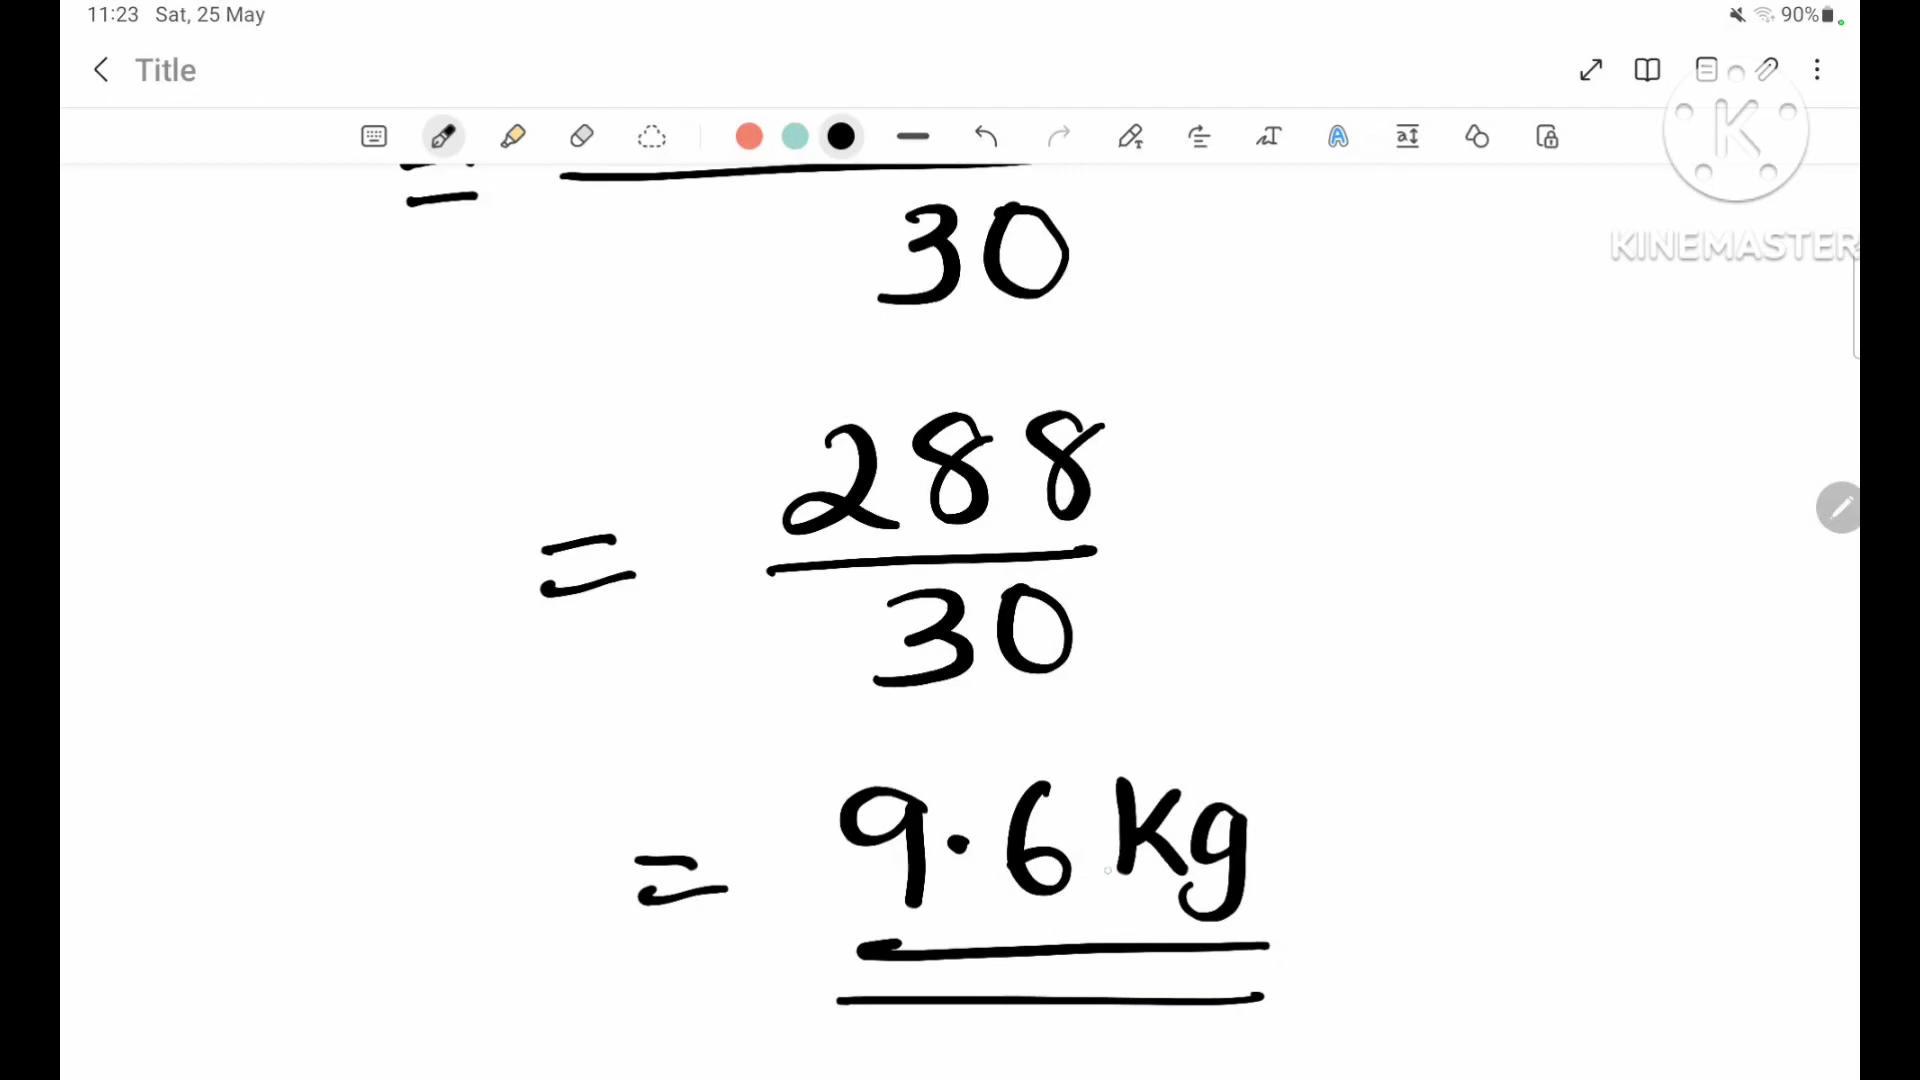 11:23 Sat, 25 May 90%
Title
K
KINEMASTER
=
30
288
=
30
= 9.6 Kg